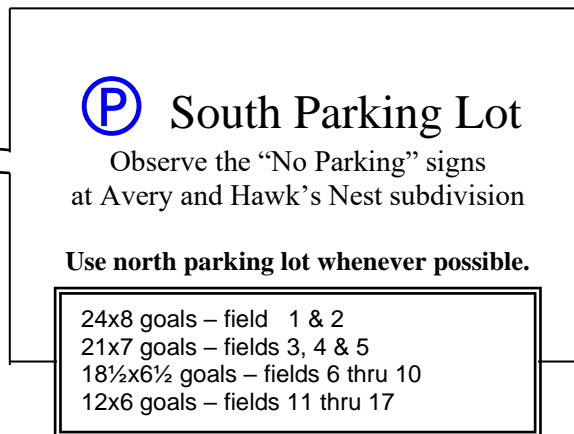 Ⓟ South Parking Lot
Observe the “No Parking” signs
at Avery and Hawk’s Nest subdivision
Use north parking lot whenever possible.
24x8 goals – field 1 & 2
21x7 goals – fields 3, 4 & 5
18½x6½ goals – fields 6 thru 10
12x6 goals – fields 11 thru 17